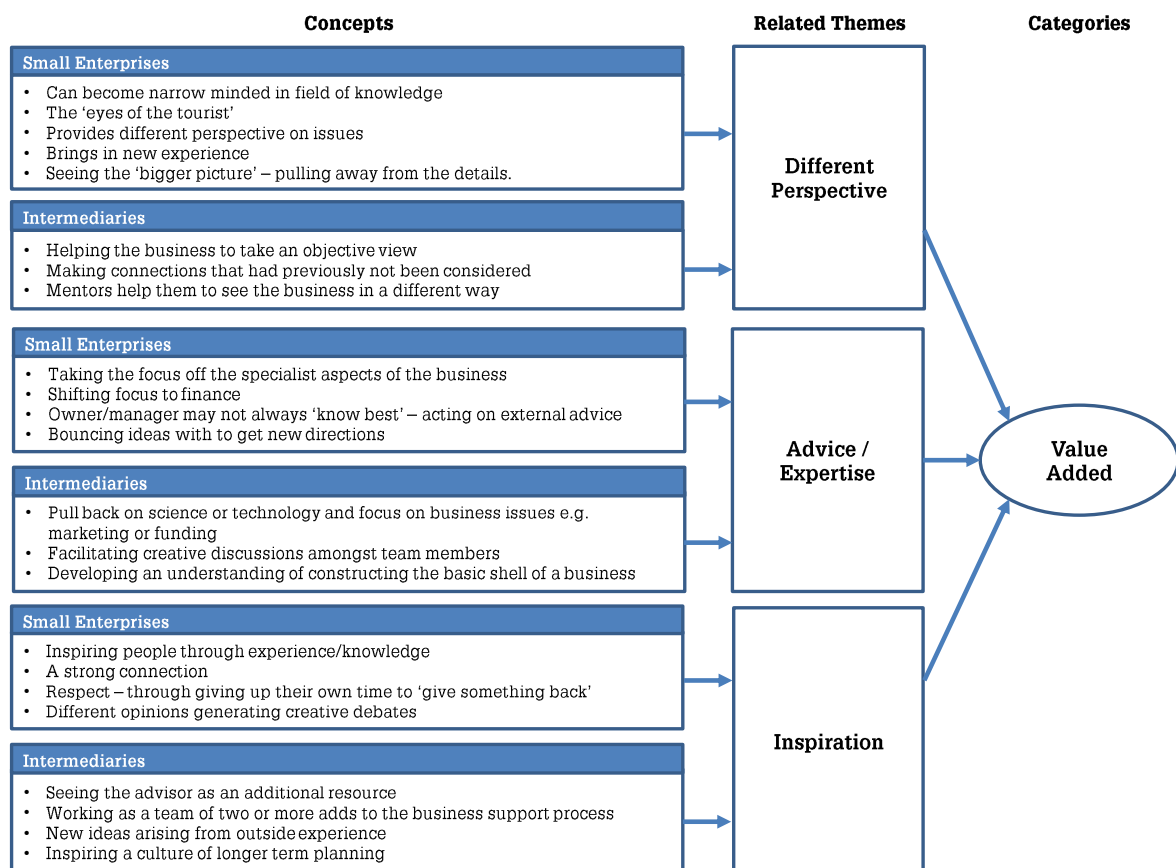 Concepts
Related Themes
Categories
Small Enterprises
• Can become narrow minded in field of knowledge
• The ‘eyes of the tourist’
• Provides different perspective on issues
• Brings in new experience
• Seeing the ‘bigger picture’ – pulling away from the details.
Intermediaries
• Helping the business to take an objective view
• Making connections that had previously not been considered
• Mentors help them to see the business in a different way
Different
Perspective
Small Enterprises
• Taking the focus off the specialist aspects of the business
• Shifting focus to finance
• Owner/manager may not always ‘know best’ – acting on external advice
• Bouncing ideas with to get new directions
Intermediaries
• Pull back on science or technology and focus on business issues e.g.
marketing or funding
• Facilitating creative discussions amongst team members
• Developing an understanding of constructing the basic shell of a business
Advice /
Expertise
Value
Added
Small Enterprises
• Inspiring people through experience/knowledge
• A strong connection
• Respect – through giving up their own time to ‘give something back’
• Different opinions generating creative debates
Intermediaries
• Seeing the advisor as an additional resource
• Working as a team of two or more adds to the business support process
• New ideas arising from outside experience
• Inspiring a culture of longer term planning
Inspiration